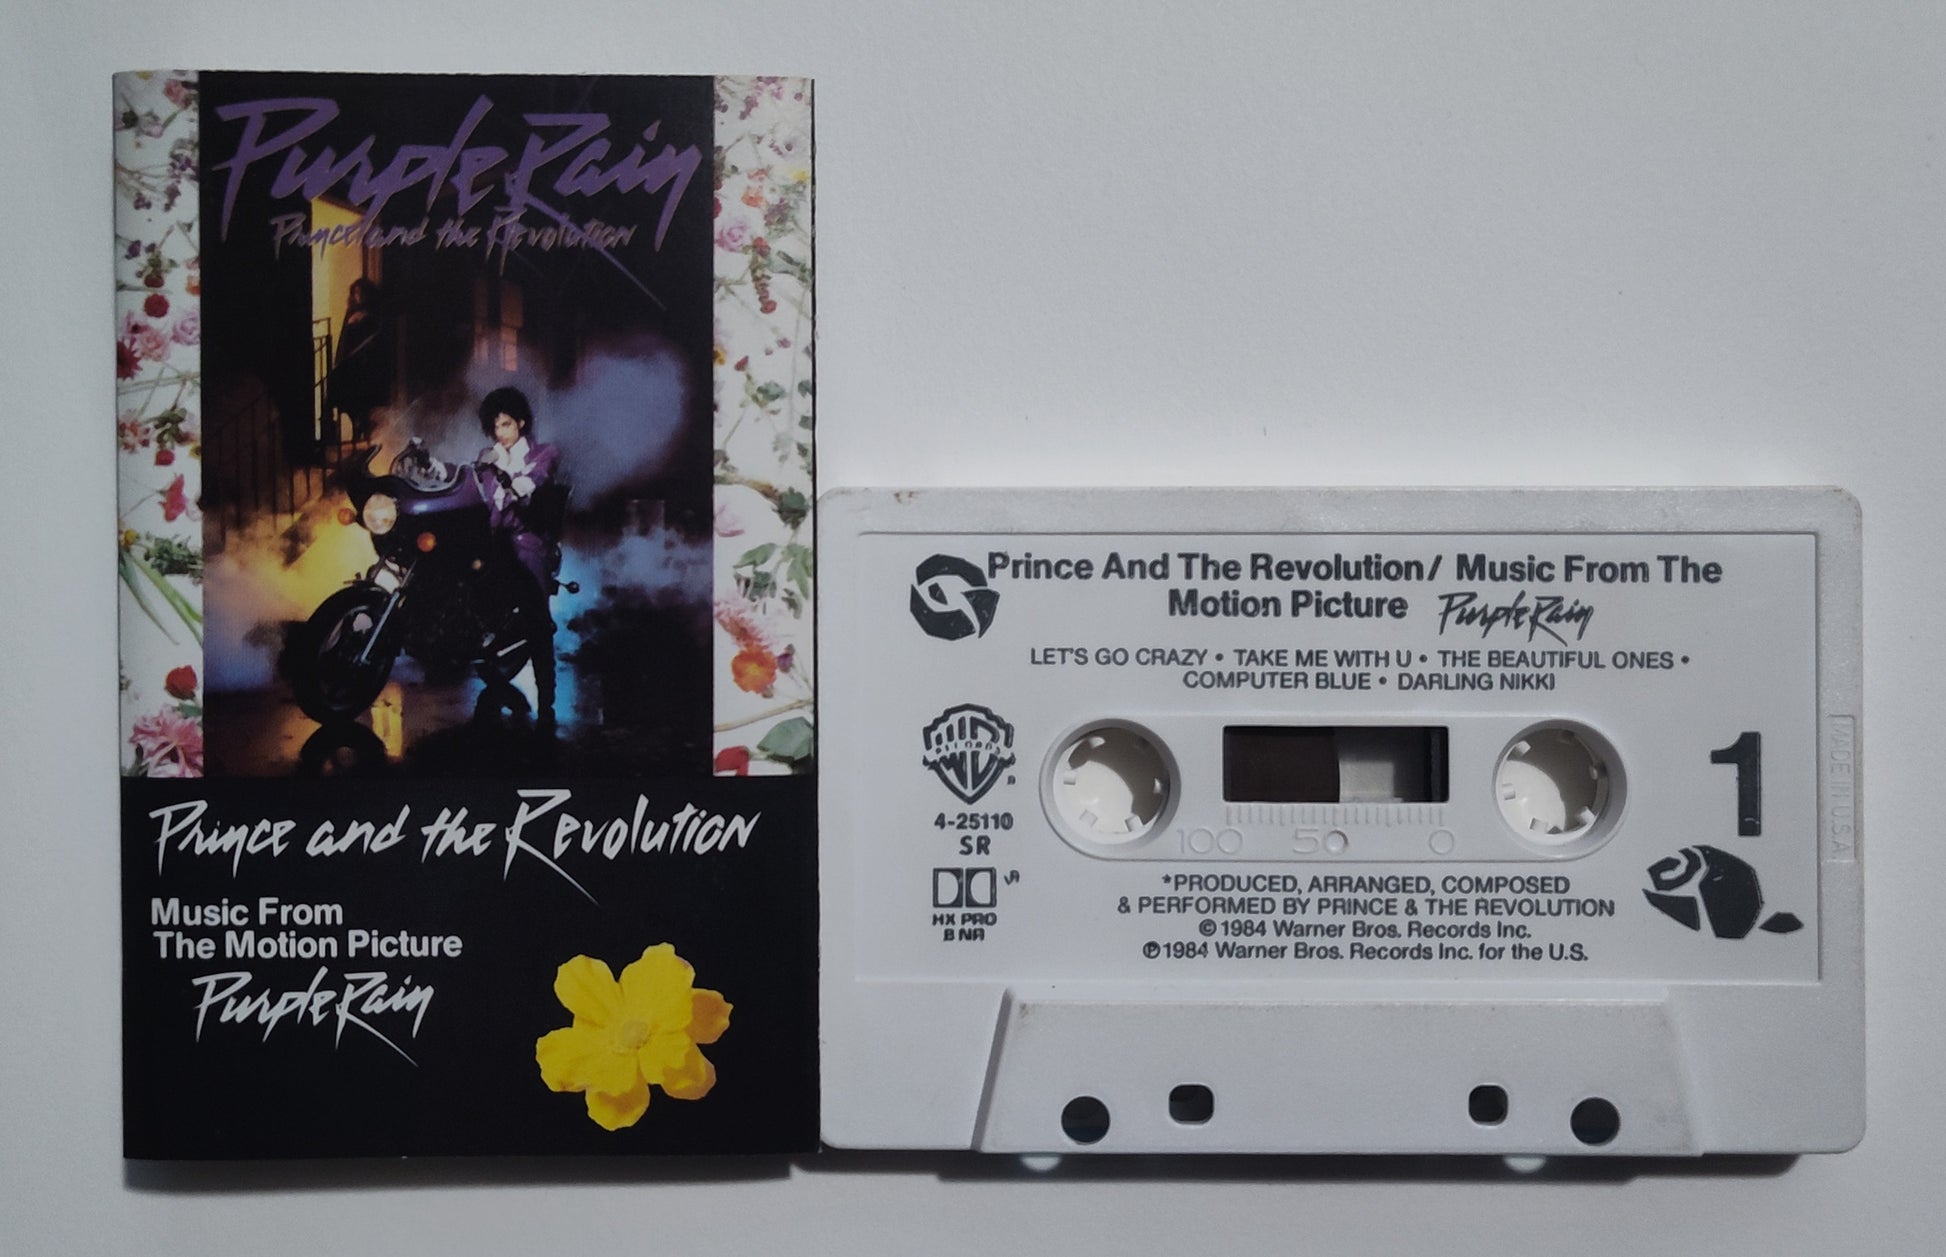 Purple Rain
Prince and the Revolution
Prince and the Revolution
Music From
The Motion Picture
Purple Rain
Prince And The Revolution/ Music From The
Motion Picture Purple Rain
LET'S GO CRAZY • TAKE ME WITH U • THE BEAUTIFUL ONES •
COMPUTER BLUE • DARLING NIKKI
RECORDS
4-25110
SR
HX PRO
B NR
1
100 50 0
*PRODUCED, ARRANGED, COMPOSED
& PERFORMED BY PRINCE & THE REVOLUTION
©1984 Warner Bros. Records Inc.
℗1984 Warner Bros. Records Inc. for the U.S.
MADE IN U.S.A.